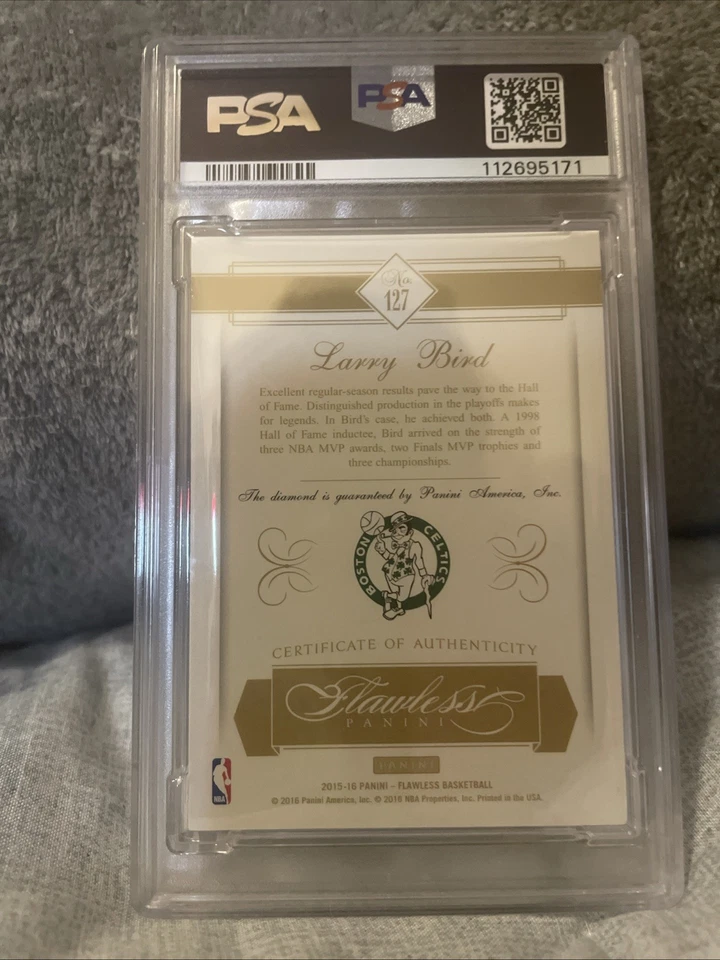 PSA
PSA
112695171
No.
127
Larry Bird
Excellent regular-season results pave the way to the Hall
of Fame. Distinguished production in the playoffs makes
for legends. In Bird's case, he achieved both. A 1998
Hall of Fame inductee, Bird arrived on the strength of
three NBA MVP awards, two Finals MVP trophies and
three championships.
The diamond is guaranteed by Panini America, Inc.
BOSTON CELTICS
CERTIFICATE OF AUTHENTICITY
Flawless
PANINI
PANINI
NBA
2015-16 PANINI - FLAWLESS BASKETBALL
© 2016 Panini America, Inc. © 2016 NBA Properties, Inc. Printed in the USA.